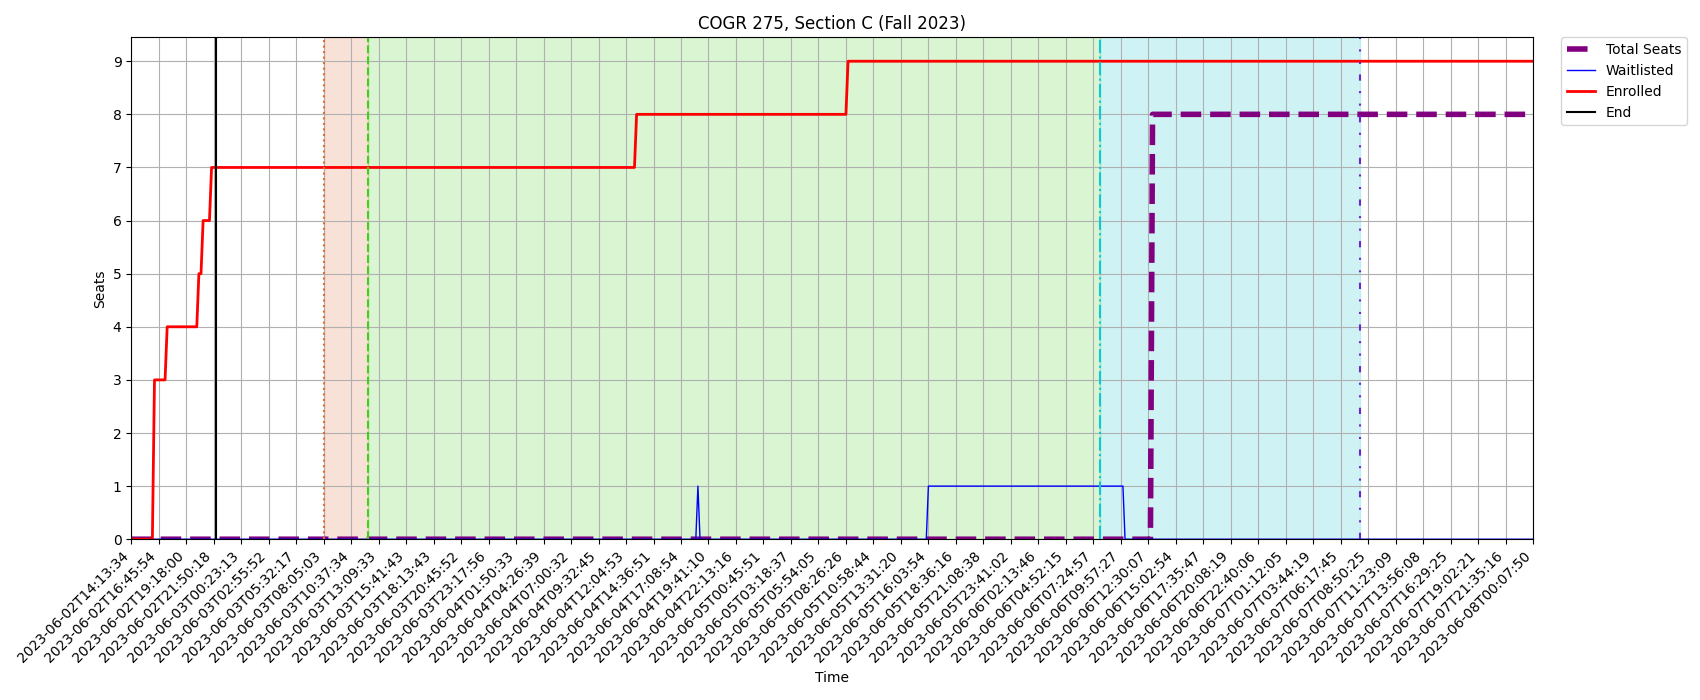 COGR 275, Section C (Fall 2023)
Total Seats
Waitlisted
Enrolled
End
Seats
9
8
7
6
5
4
3
2
1
0
2023-06-02T14:13:34
2023-06-02T16:45:54
2023-06-02T19:18:00
2023-06-02T21:50:18
2023-06-03T00:23:13
2023-06-03T02:55:52
2023-06-03T05:32:17
2023-06-03T08:05:03
2023-06-03T10:37:34
2023-06-03T13:09:33
2023-06-03T15:41:43
2023-06-03T18:13:43
2023-06-03T20:45:52
2023-06-03T23:17:56
2023-06-04T01:50:33
2023-06-04T04:26:39
2023-06-04T07:00:32
2023-06-04T09:32:45
2023-06-04T12:04:53
2023-06-04T14:36:51
2023-06-04T17:08:54
2023-06-04T19:41:10
2023-06-04T22:13:16
2023-06-05T00:45:51
2023-06-05T03:18:37
2023-06-05T05:54:05
2023-06-05T08:26:26
2023-06-05T10:58:44
2023-06-05T13:31:20
2023-06-05T16:03:54
2023-06-05T18:36:16
2023-06-05T21:08:38
2023-06-05T23:41:02
2023-06-06T02:13:46
2023-06-06T04:52:15
2023-06-06T07:24:57
2023-06-06T09:57:27
2023-06-06T12:30:07
2023-06-06T15:02:54
2023-06-06T17:35:47
2023-06-06T20:08:19
2023-06-06T22:40:06
2023-06-07T01:12:05
2023-06-07T03:44:19
2023-06-07T06:17:45
2023-06-07T08:50:25
2023-06-07T11:23:09
2023-06-07T13:56:08
2023-06-07T16:29:25
2023-06-07T19:02:21
2023-06-07T21:35:16
2023-06-08T00:07:50
Time